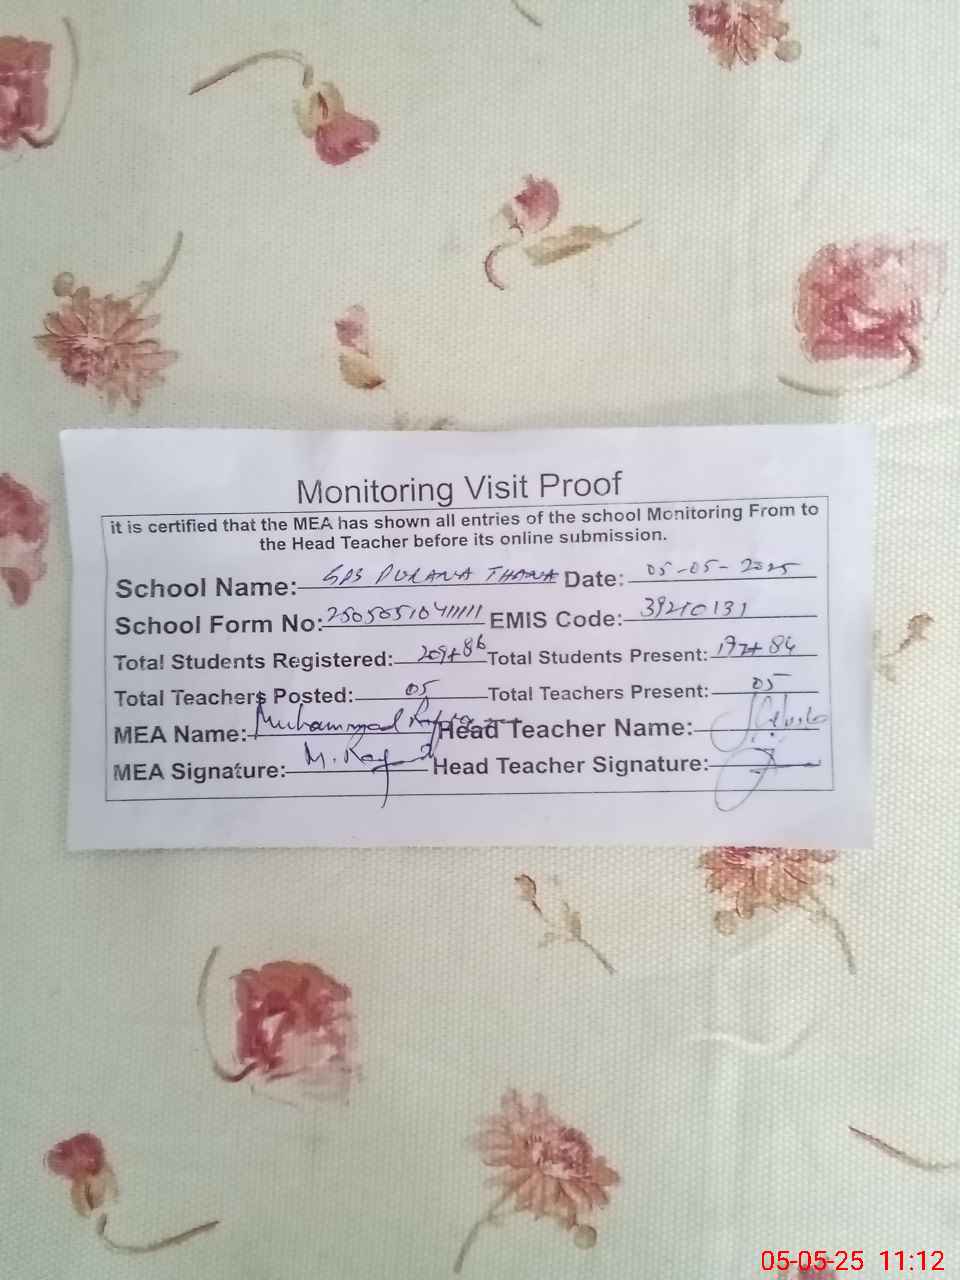 Monitoring Visit Proof
it is certified that the MEA has shown all entries of the school Monitoring From to
the Head Teacher before its online submission.
School Name: GPS PURANA THANA Date: 05-05-2025
School Form No: EMIS Code: 39210131
Total Students Registered: 209+86 Total Students Present:
Total Teachers Posted: 05 Total Teachers Present: 05
MEA Name: Muhammad Head Teacher Name:
MEA Signature: M. Head Teacher Signature:
05-05-25 11:12